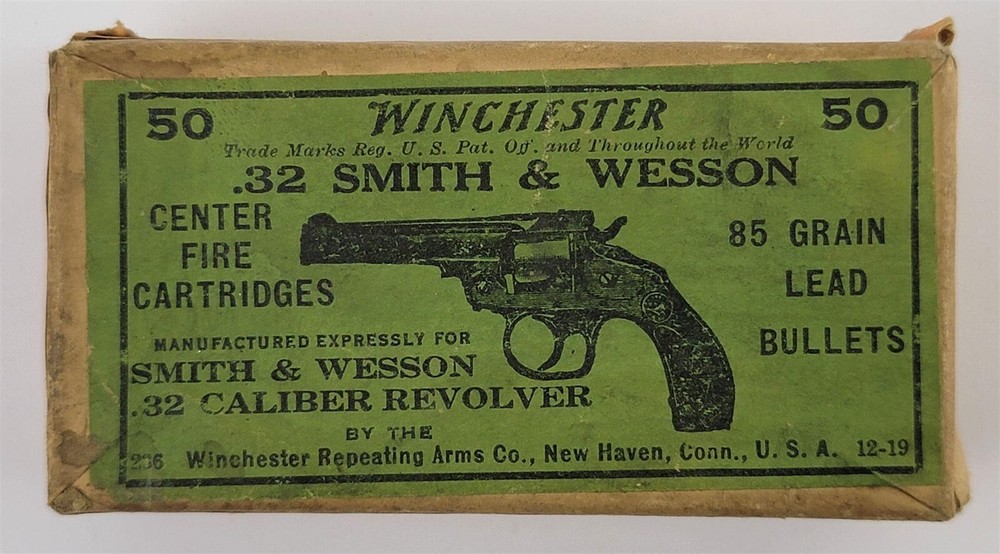 50 WINCHESTER 50
Trade Marks Reg. U. S. Pat. Off. and Throughout the World
.32 SMITH & WESSON
CENTER
FIRE
CARTRIDGES
85 GRAIN
LEAD
BULLETS
MANUFACTURED EXPRESSLY FOR
SMITH & WESSON
.32 CALIBER REVOLVER
BY THE
Winchester Repeating Arms Co., New Haven, Conn., U. S. A. 12-19